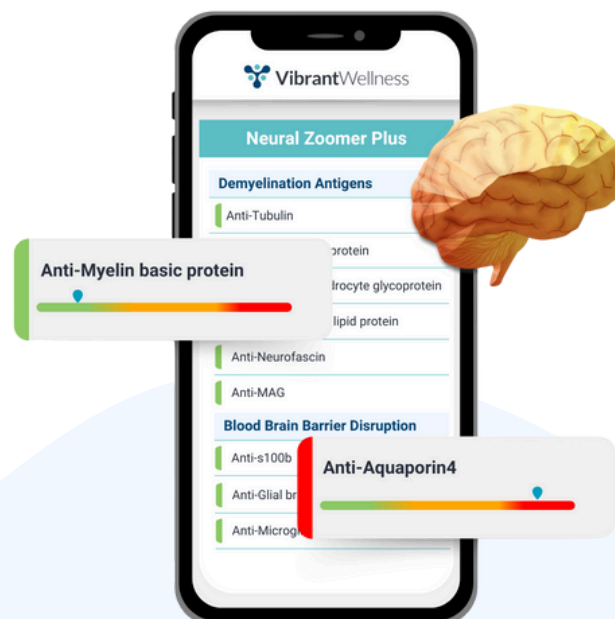 VibrantWellness
Neural Zoomer Plus
Demyelination Antigens
Anti-Tubulin
Anti-Myelin basic protein
protein
glycoprotein
lipid protein
Anti-Neurofascin
Anti-MAG
Blood Brain Barrier Disruption
Anti-s100b
Anti-Aquaporin4
Anti-Glial